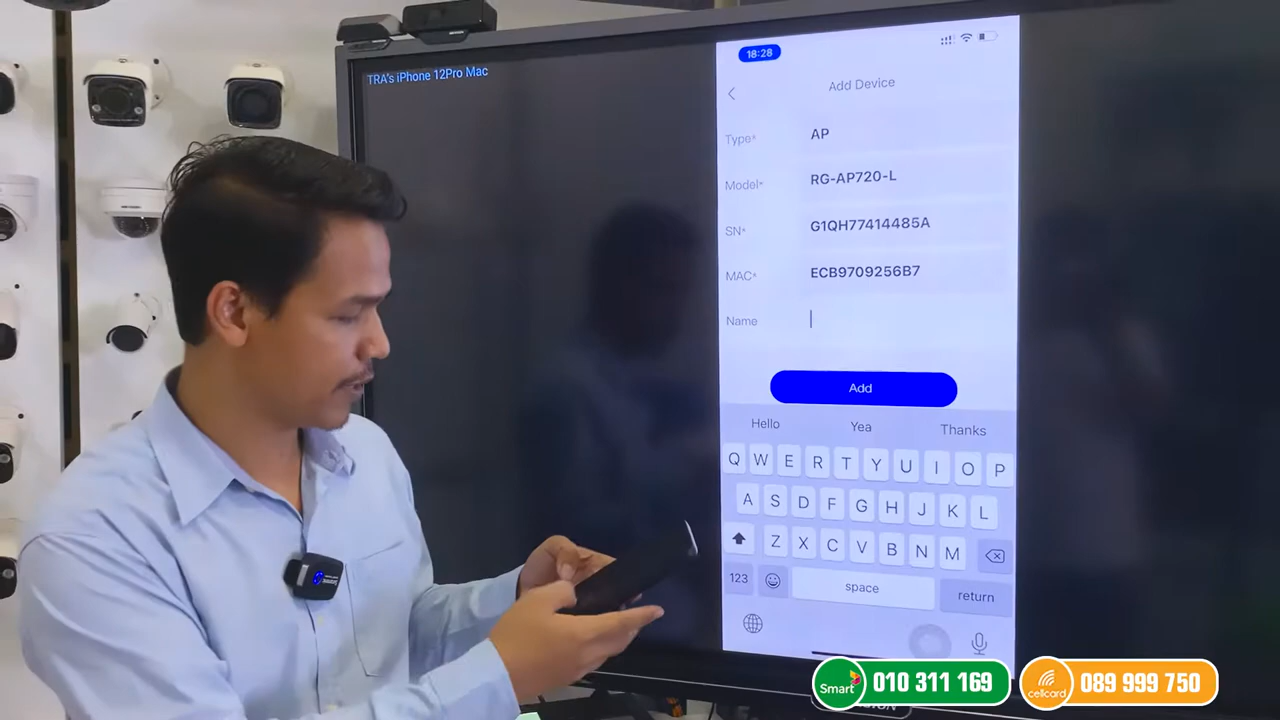 TRA's iPhone 12Pro Mac
18:28
Add Device
Type* AP
Model* RG-AP720-L
SN* G1QH77414485A
MAC* ECB9709256B7
Name
Add
Hello Yea Thanks
Q W E R T Y U I O P
A S D F G H J K L
Z X C V B N M
123 space return
Smart 010 311 169
cellcard 089 999 750